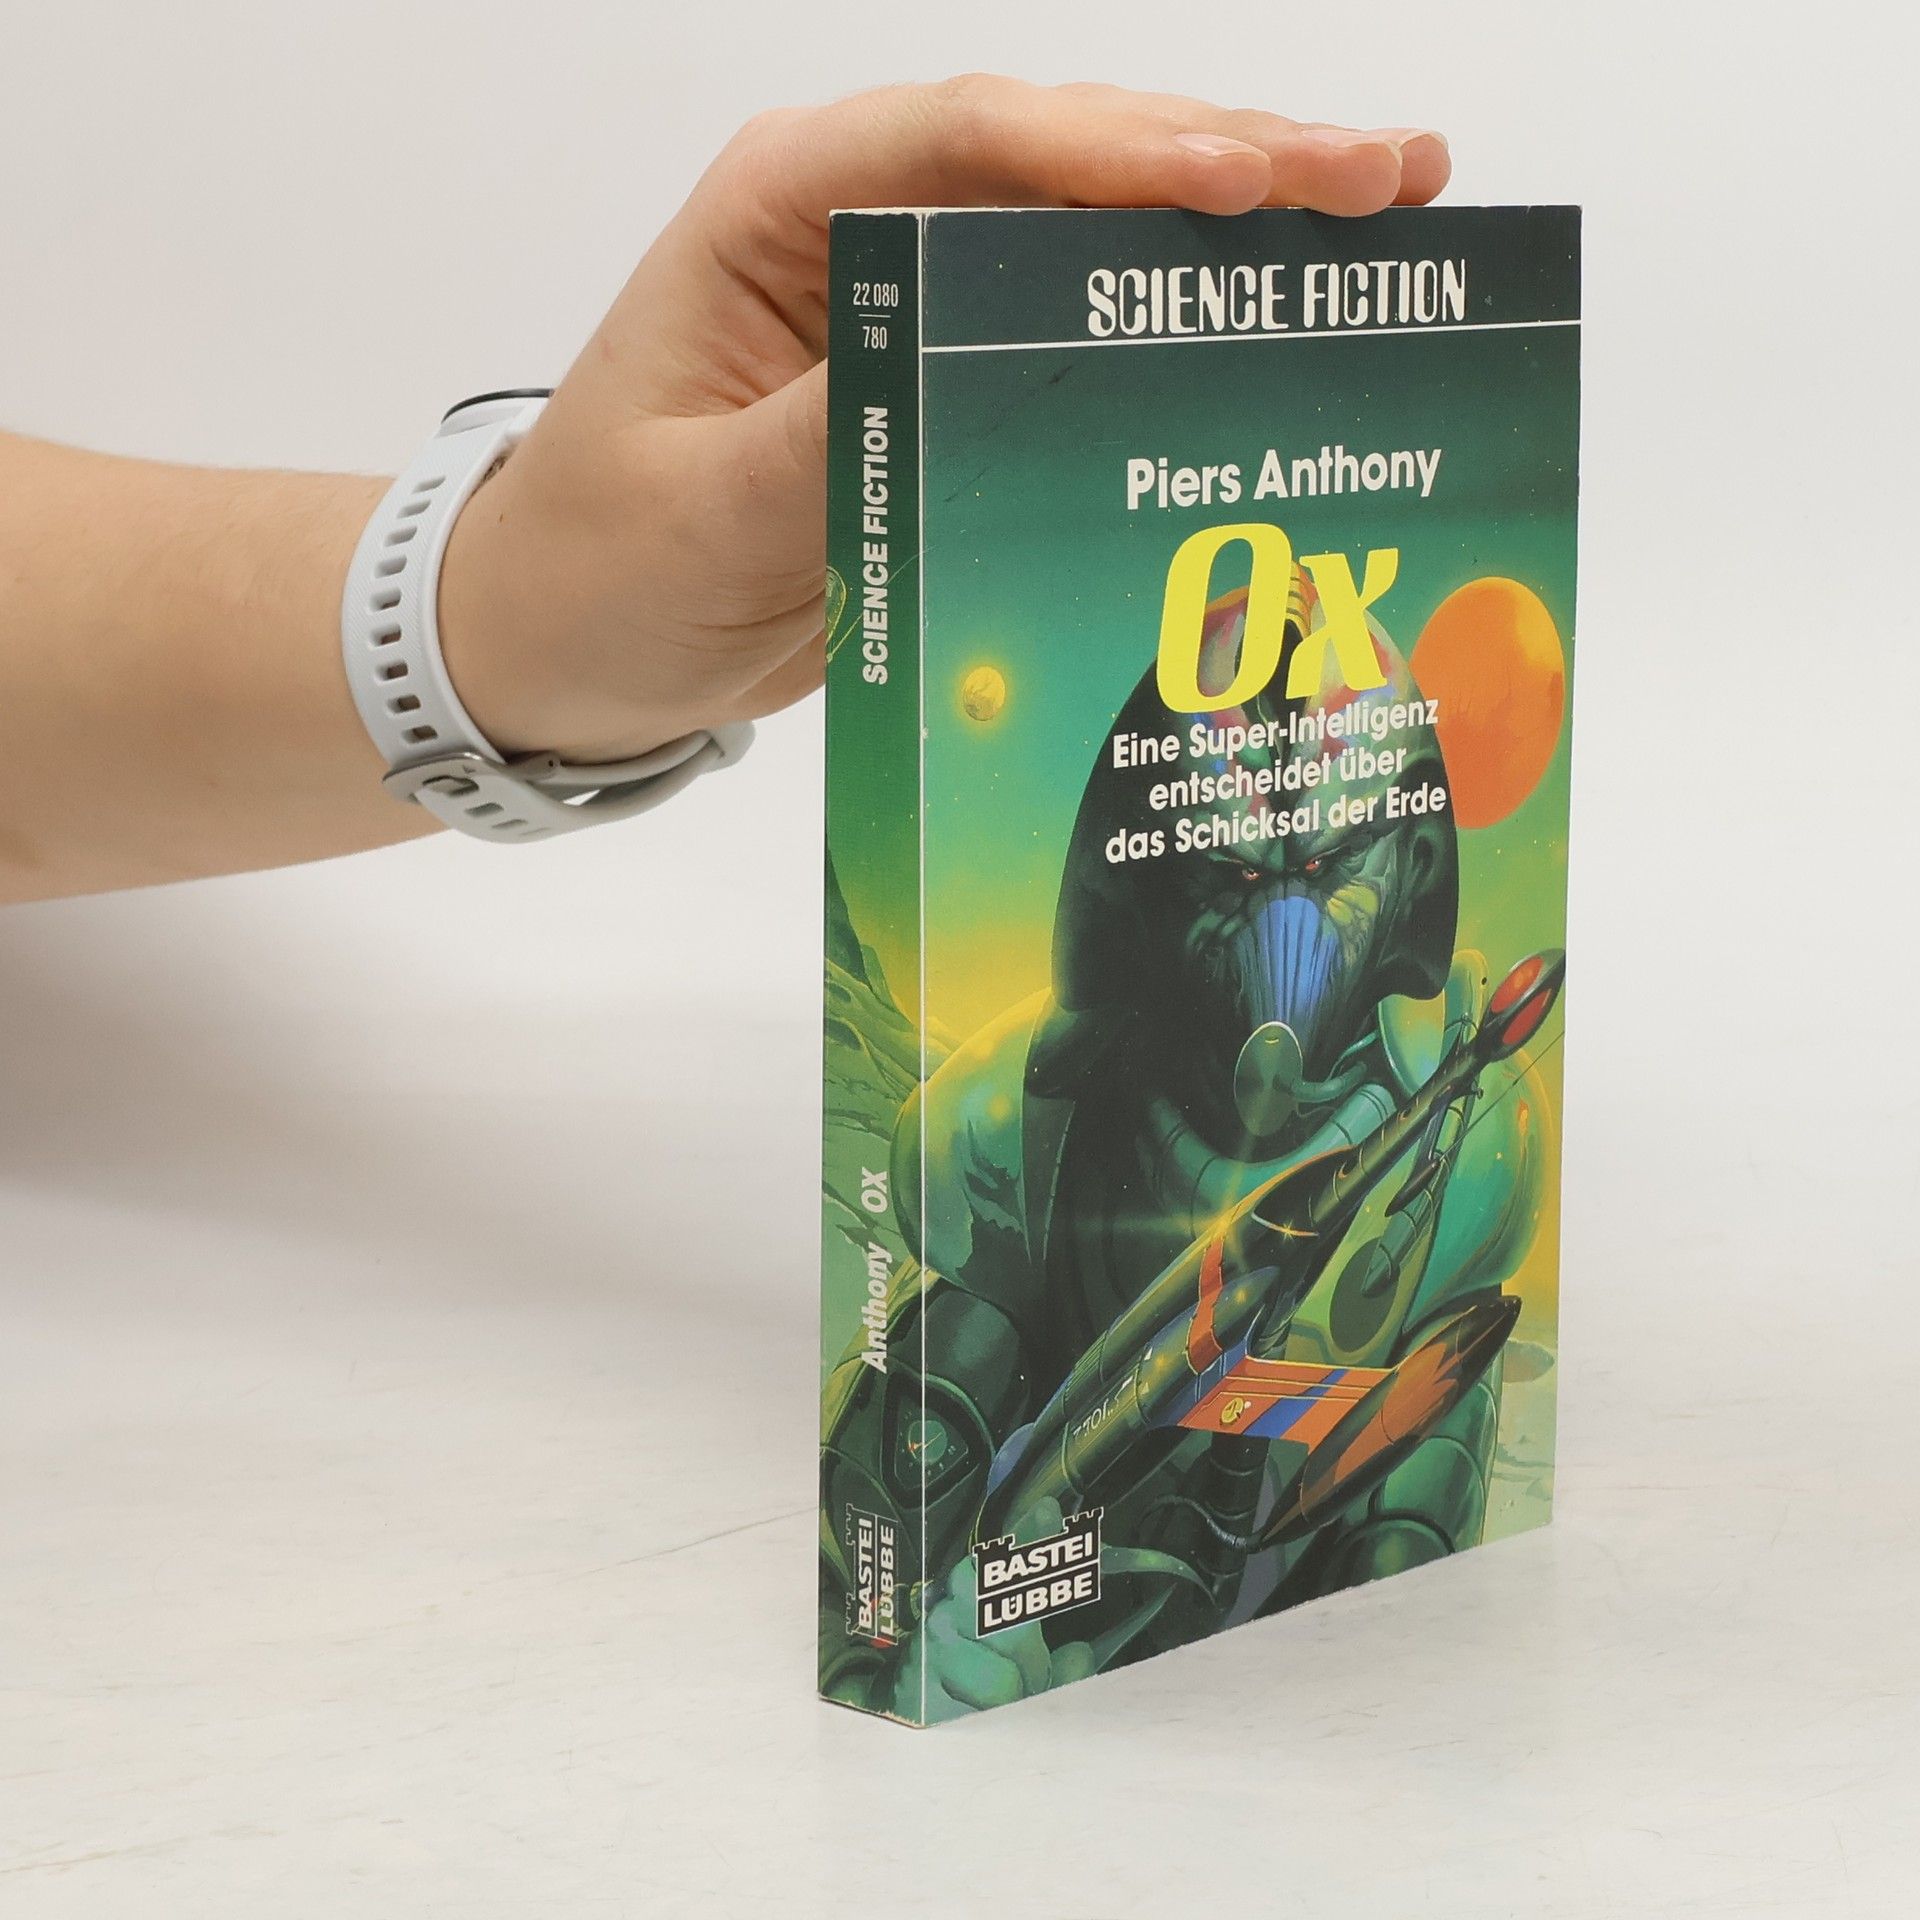 22 080
780
SCIENCE FICTION
Anthony OX
BASTEI
LÜBBE
SCIENCE FICTION
Piers Anthony
Ox
Eine Super-Intelligenz
entscheidet über
das Schicksal der Erde
BASTEI
LÜBBE